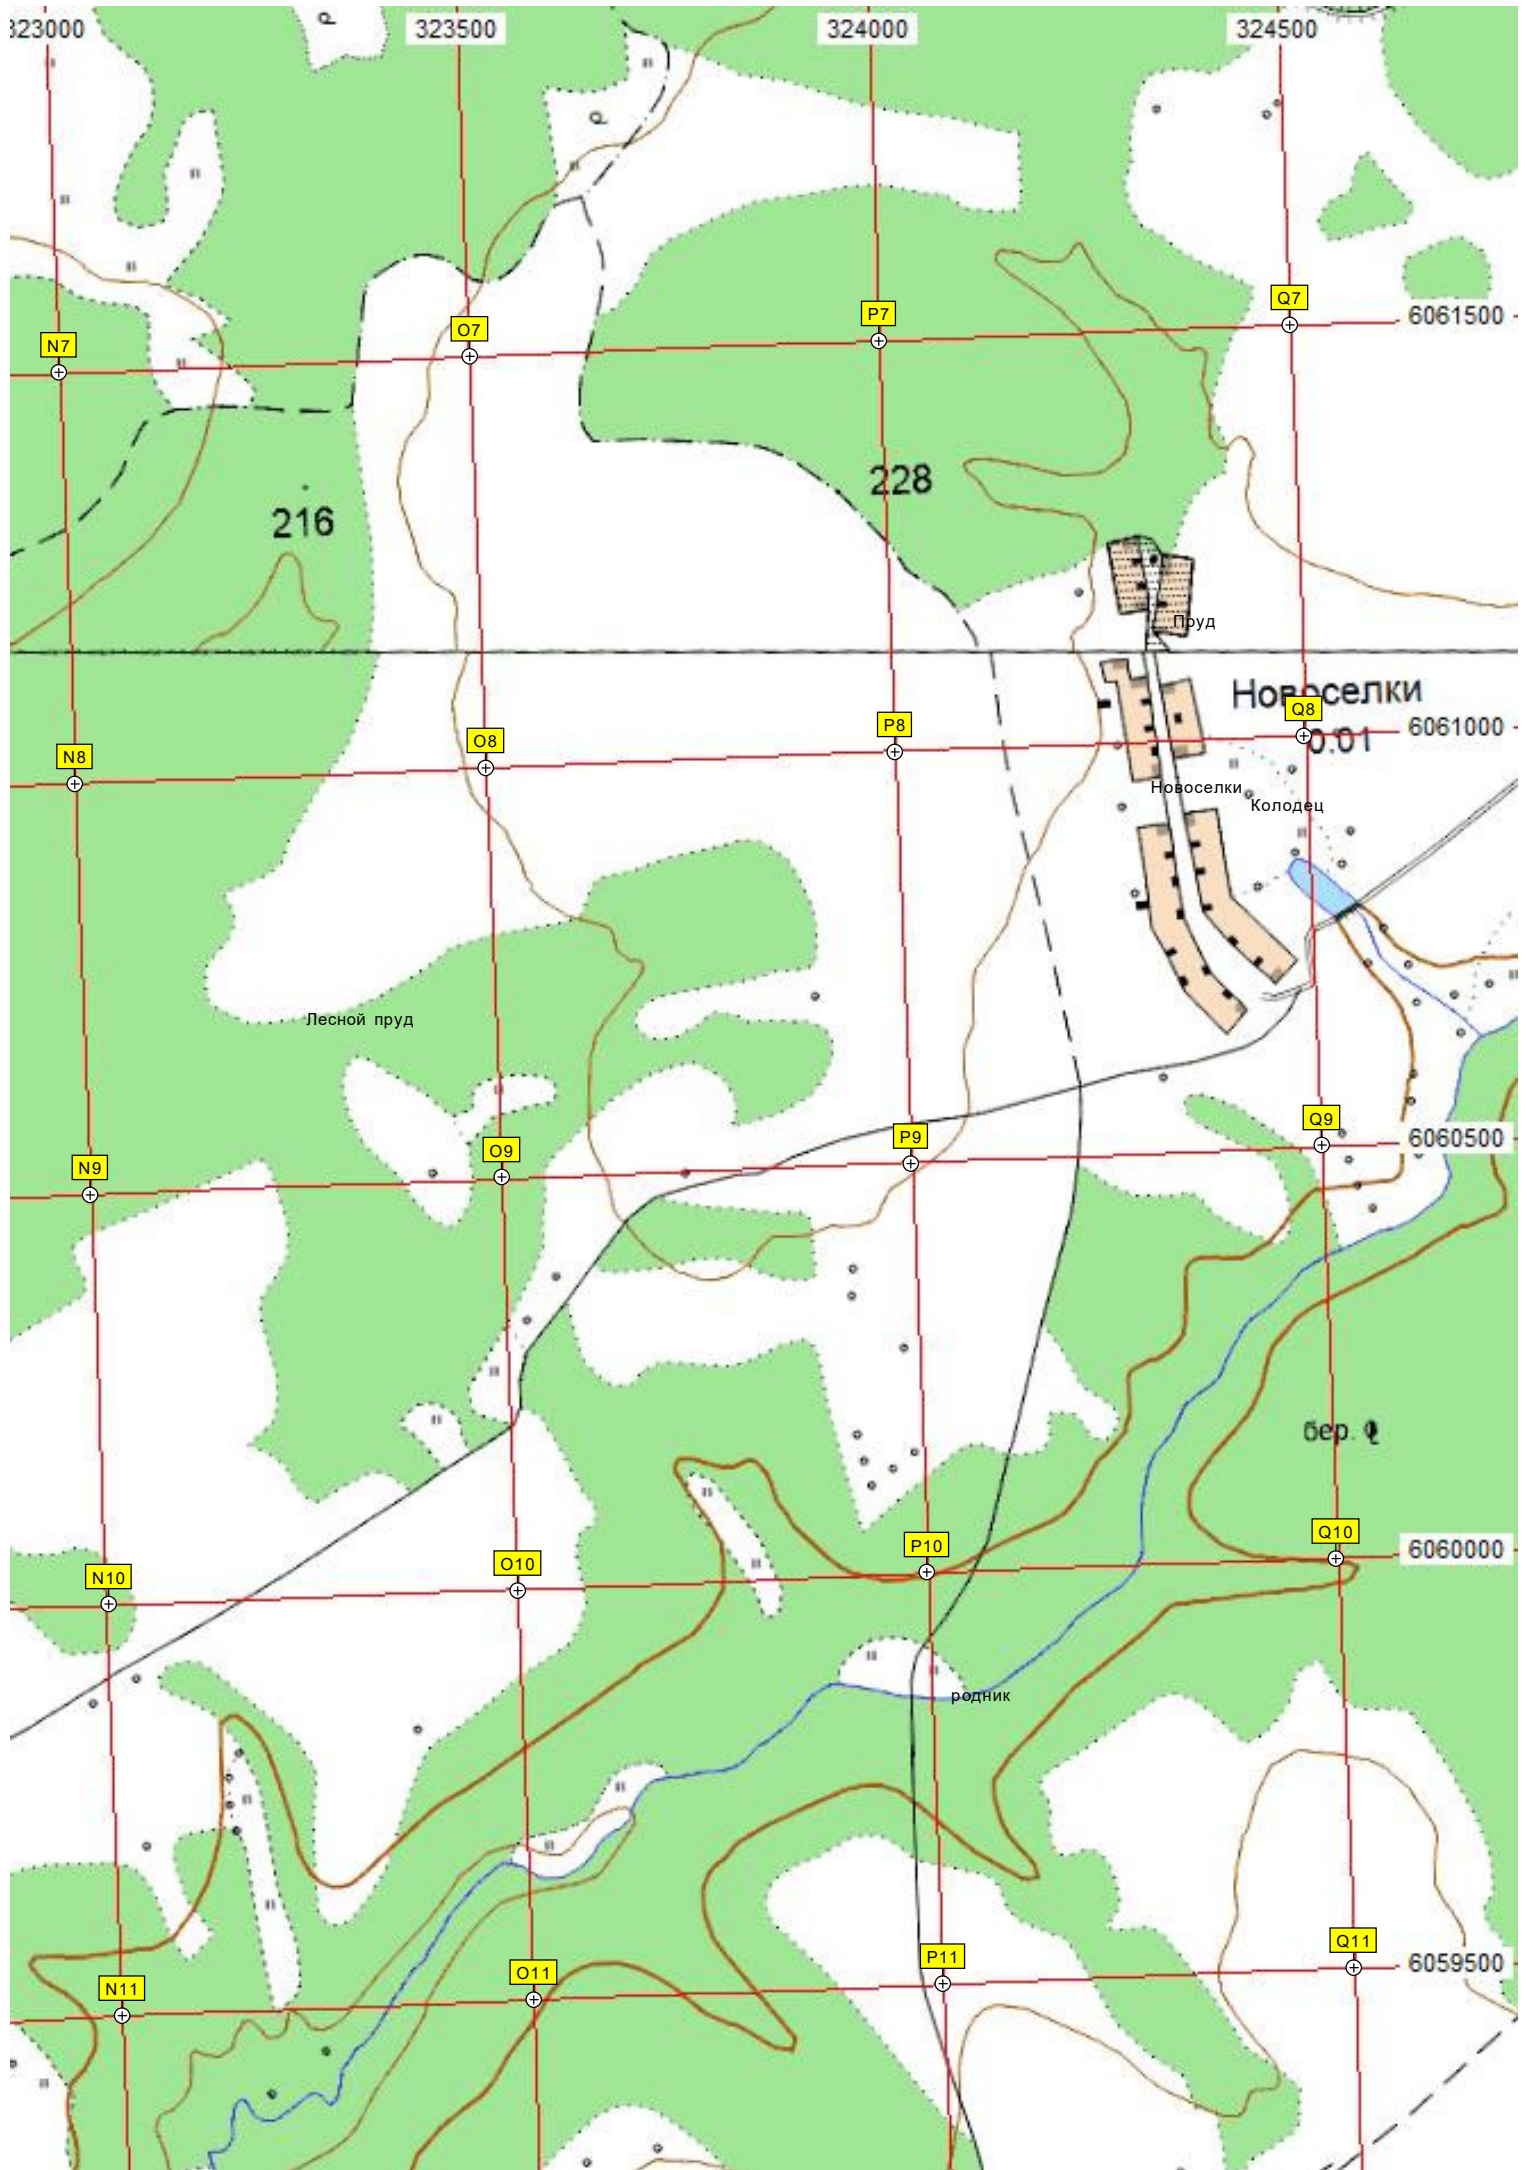 323000 323500 324000 324500
Q7
6061500
P7
O7
N7
228
216
Пруд
Новоселки
Q8
0.01
6061000
P8
O8
N8
Новоселки
Колодец
Лесной пруд
Q9
6060500
P9
O9
N9
бер.
Q10
6060000
P10
O10
N10
родник
Q11
6059500
P11
O11
N11